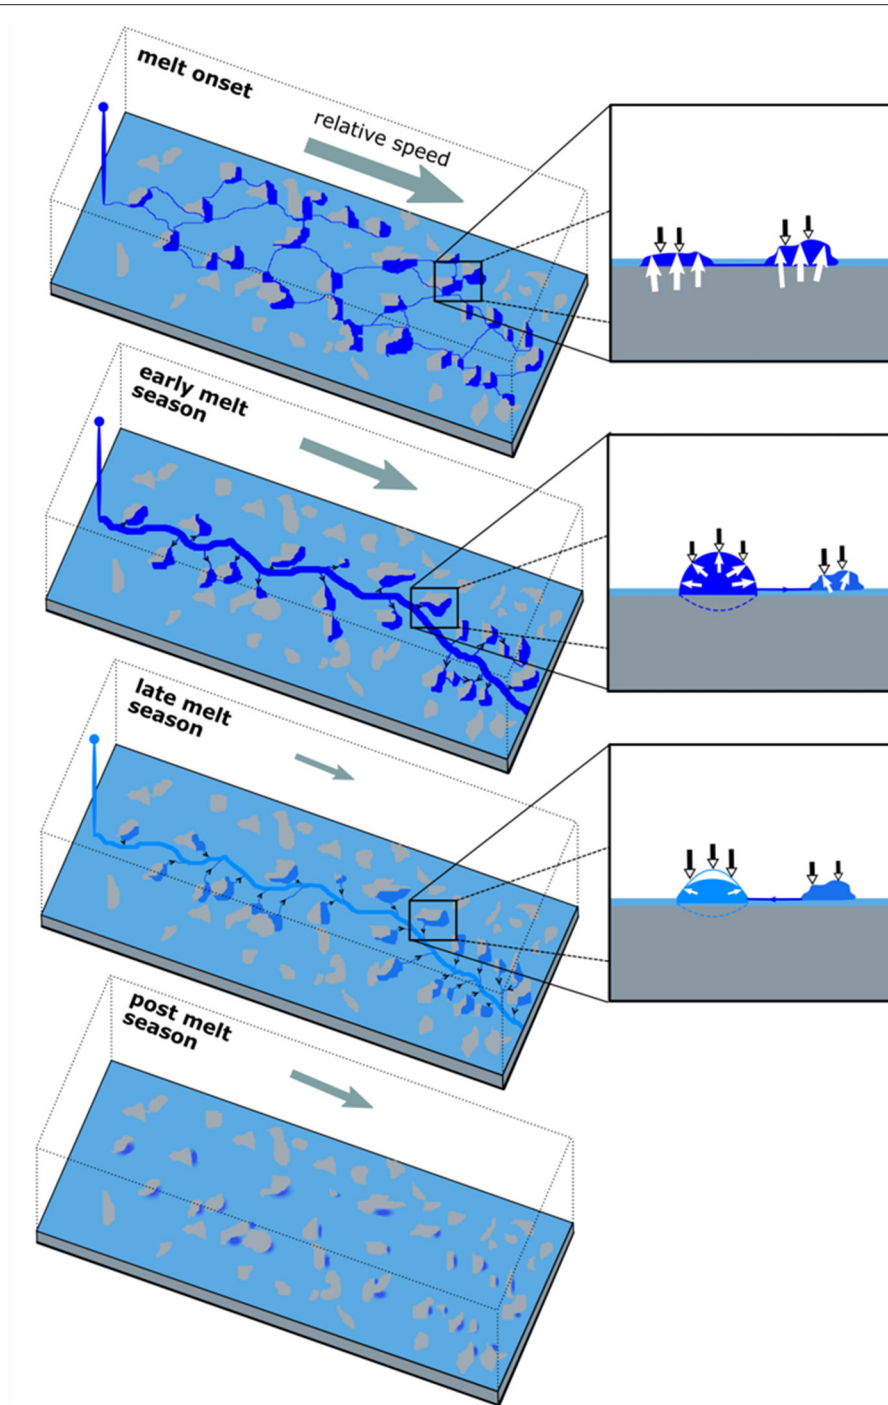 melt onset
relative speed
early melt
season
late melt
season
post melt
season